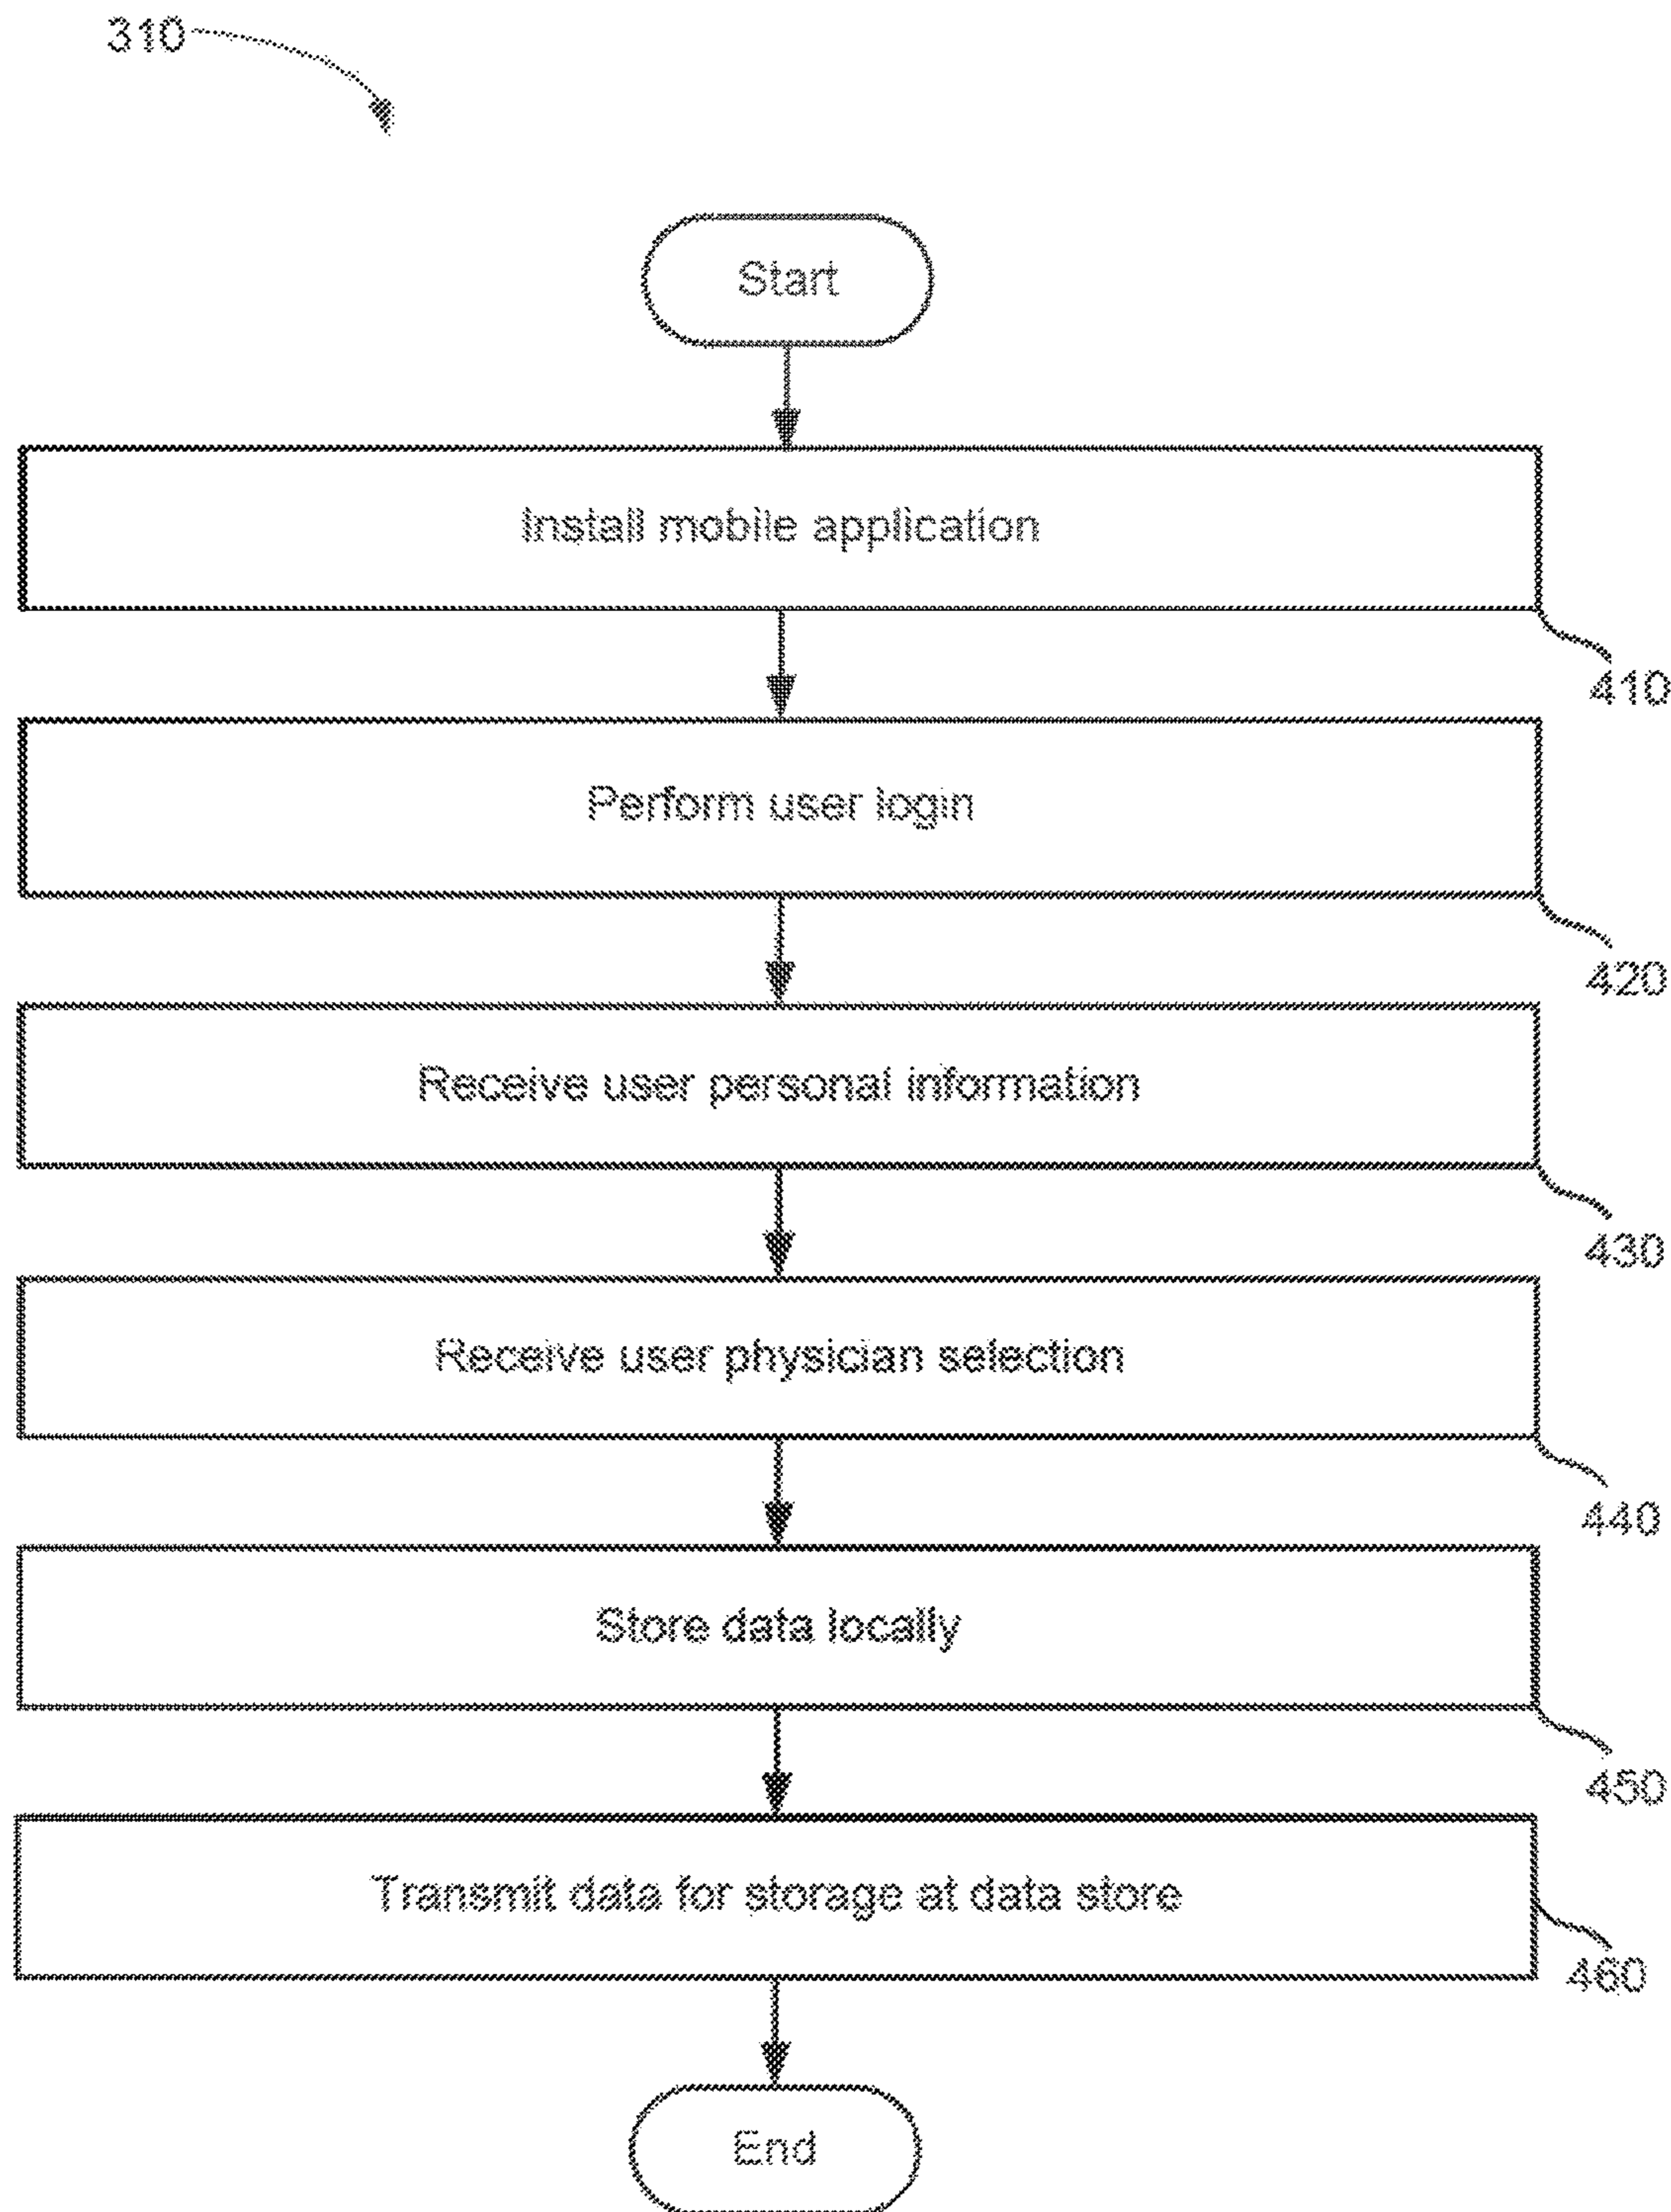 310
Start
Install mobile application
410
Perform user login
420
Receive user personal information
430
Receive user physician selection
440
Store data locally
450
Transmit data for storage at data store
460
End